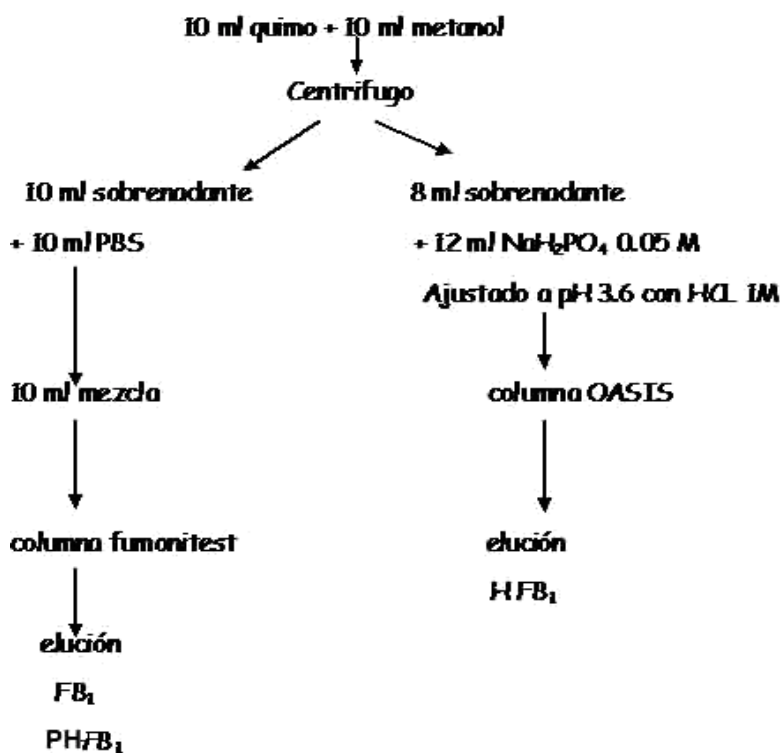 10 ml quimo + 10 ml metanol
Centrifugo
10 ml sobrenadante
+ 10 ml PBS
10 ml mezcla
columna fumonitest
elución
FB₁
PHFB₁
8 ml sobrenadante
+ 12 ml NaH₂PO₄ 0.05 M
Ajustado a pH 3.6 con HCL 1M
columna OASIS
elución
HFB₁